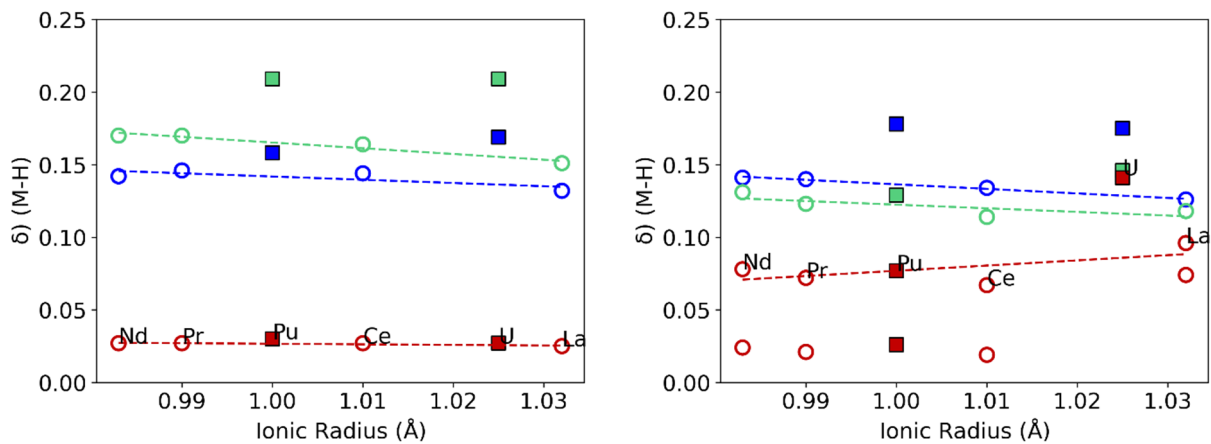 0.25
0.20
0.15
0.10
0.05
0.00
δ) (M-H)
Nd
Pr
Pu
Ce
U
La
0.99
1.00
1.01
1.02
1.03
Ionic Radius (Å)
0.25
0.20
0.15
0.10
0.05
0.00
δ) (M-H)
U
La
Nd
Pr
Pu
Ce
0.99
1.00
1.01
1.02
1.03
Ionic Radius (Å)